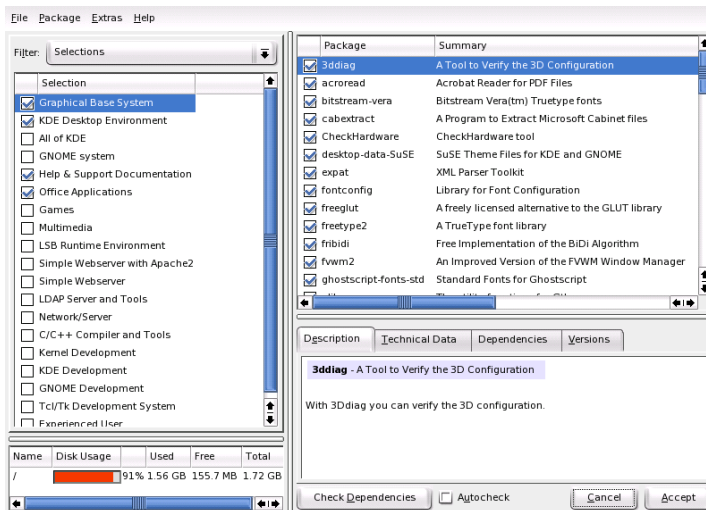 File Package Extras Help
Filter: Selections
Selection
Graphical Base System
KDE Desktop Environment
All of KDE
GNOME system
Help & Support Documentation
Office Applications
Games
Multimedia
LSB Runtime Environment
Simple Webserver with Apache2
Simple Webserver
LDAP Server and Tools
Network/Server
C/C++ Compiler and Tools
Kernel Development
KDE Development
GNOME Development
Tcl/Tk Development System
Experienced User
Name Disk Usage Used Free Total
/ 91% 1.56 GB 155.7 MB 1.72 GB
Package Summary
3ddiag A Tool to Verify the 3D Configuration
acroread Acrobat Reader for PDF Files
bitstream-vera Bitstream Vera(tm) Truetype fonts
cabextract A Program to Extract Microsoft Cabinet files
CheckHardware CheckHardware tool
desktop-data-SuSE SuSE Theme Files for KDE and GNOME
expat XML Parser Toolkit
fontconfig Library for Font Configuration
freeglut A freely licensed alternative to the GLUT library
freetype2 A TrueType font library
fribidi Free Implementation of the BiDi Algorithm
fvwm2 An Improved Version of the FVWM Window Manager
ghostscript-fonts-std Standard Fonts for Ghostscript
Description Technical Data Dependencies Versions
3ddiag - A Tool to Verify the 3D Configuration
With 3Ddiag you can verify the 3D configuration.
Check Dependencies Autocheck Cancel Accept